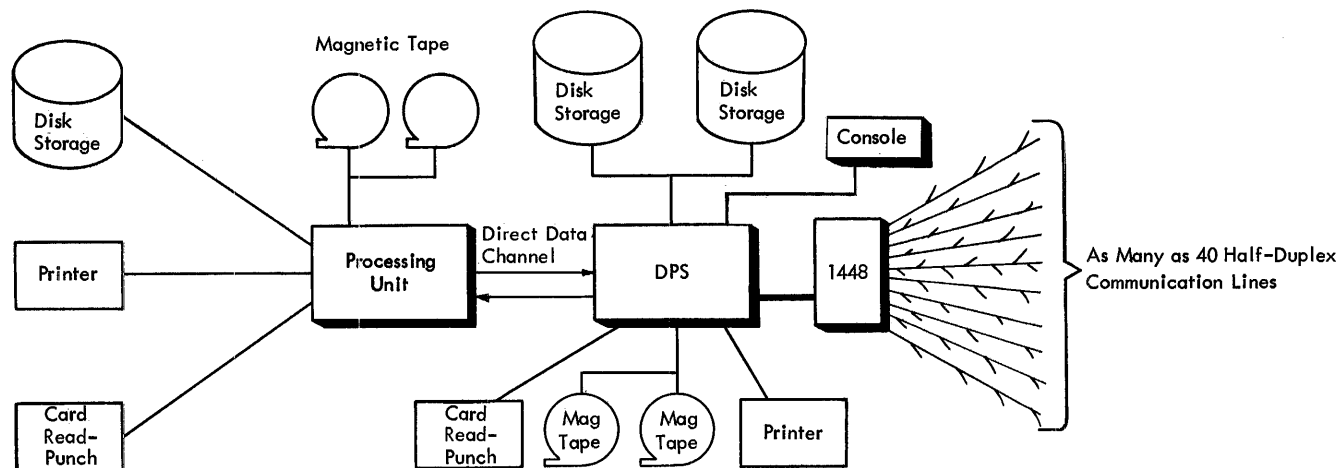 Magnetic Tape
Disk
Storage
Disk
Storage
Disk
Storage
Console
Direct Data
Channel
Processing
Unit
DPS
1448
Printer
As Many as 40 Half-Duplex
Communication Lines
Card
Read-
Punch
Card
Read-
Punch
Mag
Tape
Mag
Tape
Printer